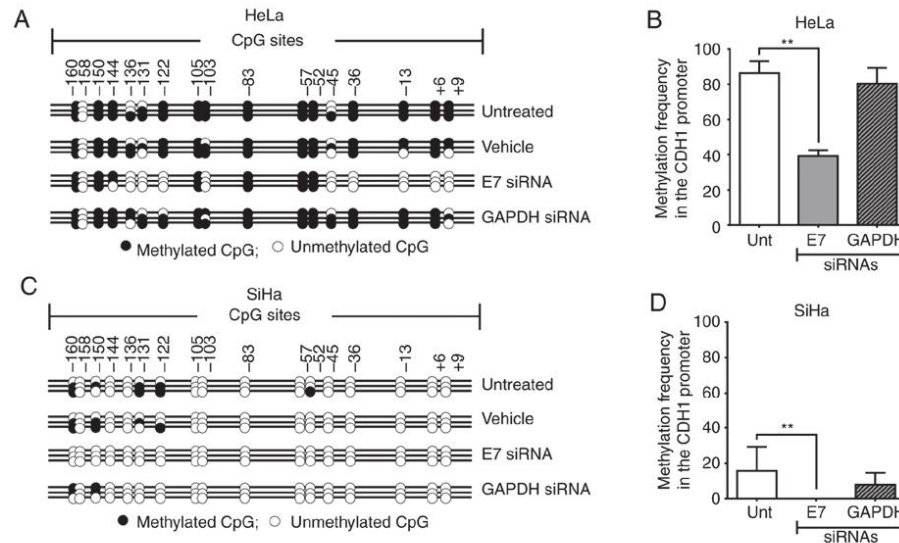 A
HeLa
CpG sites
−160
−158
−150
−144
−136
−131
−122
−105
−103
−83
−57
−52
−45
−36
−13
+6
+9
Untreated
Vehicle
E7 siRNA
GAPDH siRNA
Methylated CpG; Unmethylated CpG
B
HeLa
Methylation frequency
in the CDH1 promoter
100
80
60
40
20
0
**
Unt E7 GAPDH
siRNAs
C
SiHa
CpG sites
−160
−158
−150
−144
−136
−131
−122
−105
−103
−83
−57
−52
−45
−36
−13
+6
+9
Untreated
Vehicle
E7 siRNA
GAPDH siRNA
Methylated CpG; Unmethylated CpG
D
SiHa
Methylation frequency
in the CDH1 promoter
100
80
60
40
20
0
**
Unt E7 GAPDH
siRNAs